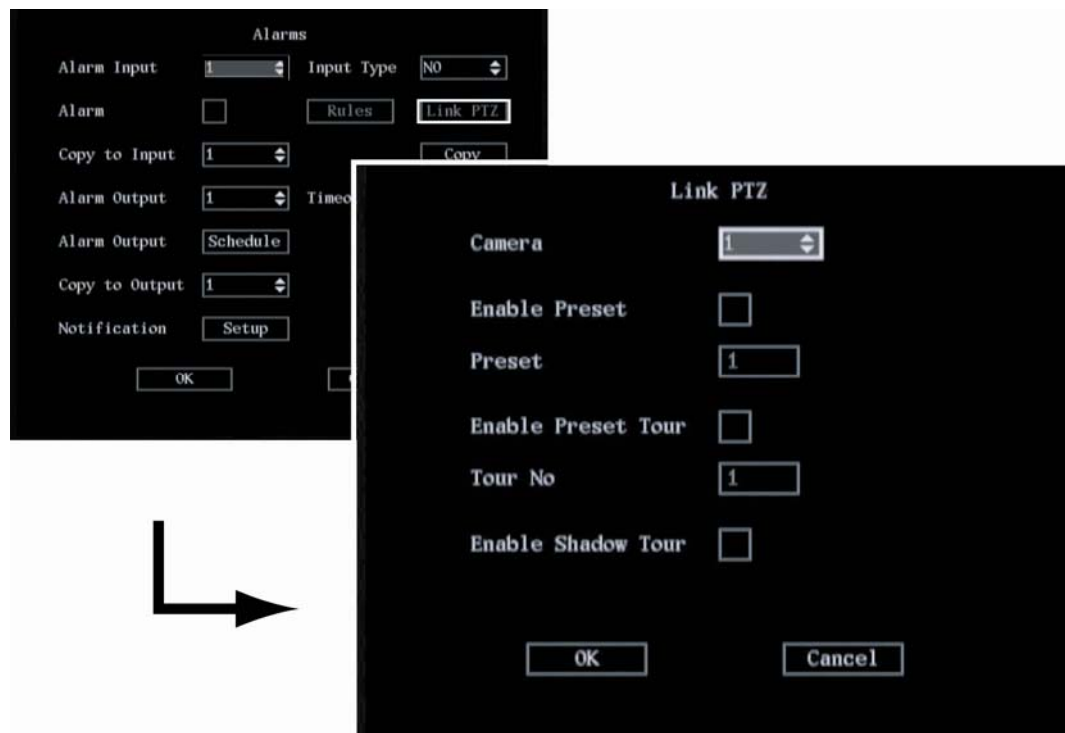 Alarms
Alarm Input 1 Input Type NO
Alarm Rules Link PTZ
Copy to Input 1 Copy
Alarm Output 1
Alarm Output Schedule
Copy to Output 1
Notification Setup
OK
Link PTZ
Camera 1
Enable Preset
Preset 1
Enable Preset Tour
Tour No 1
Enable Shadow Tour
OK Cancel